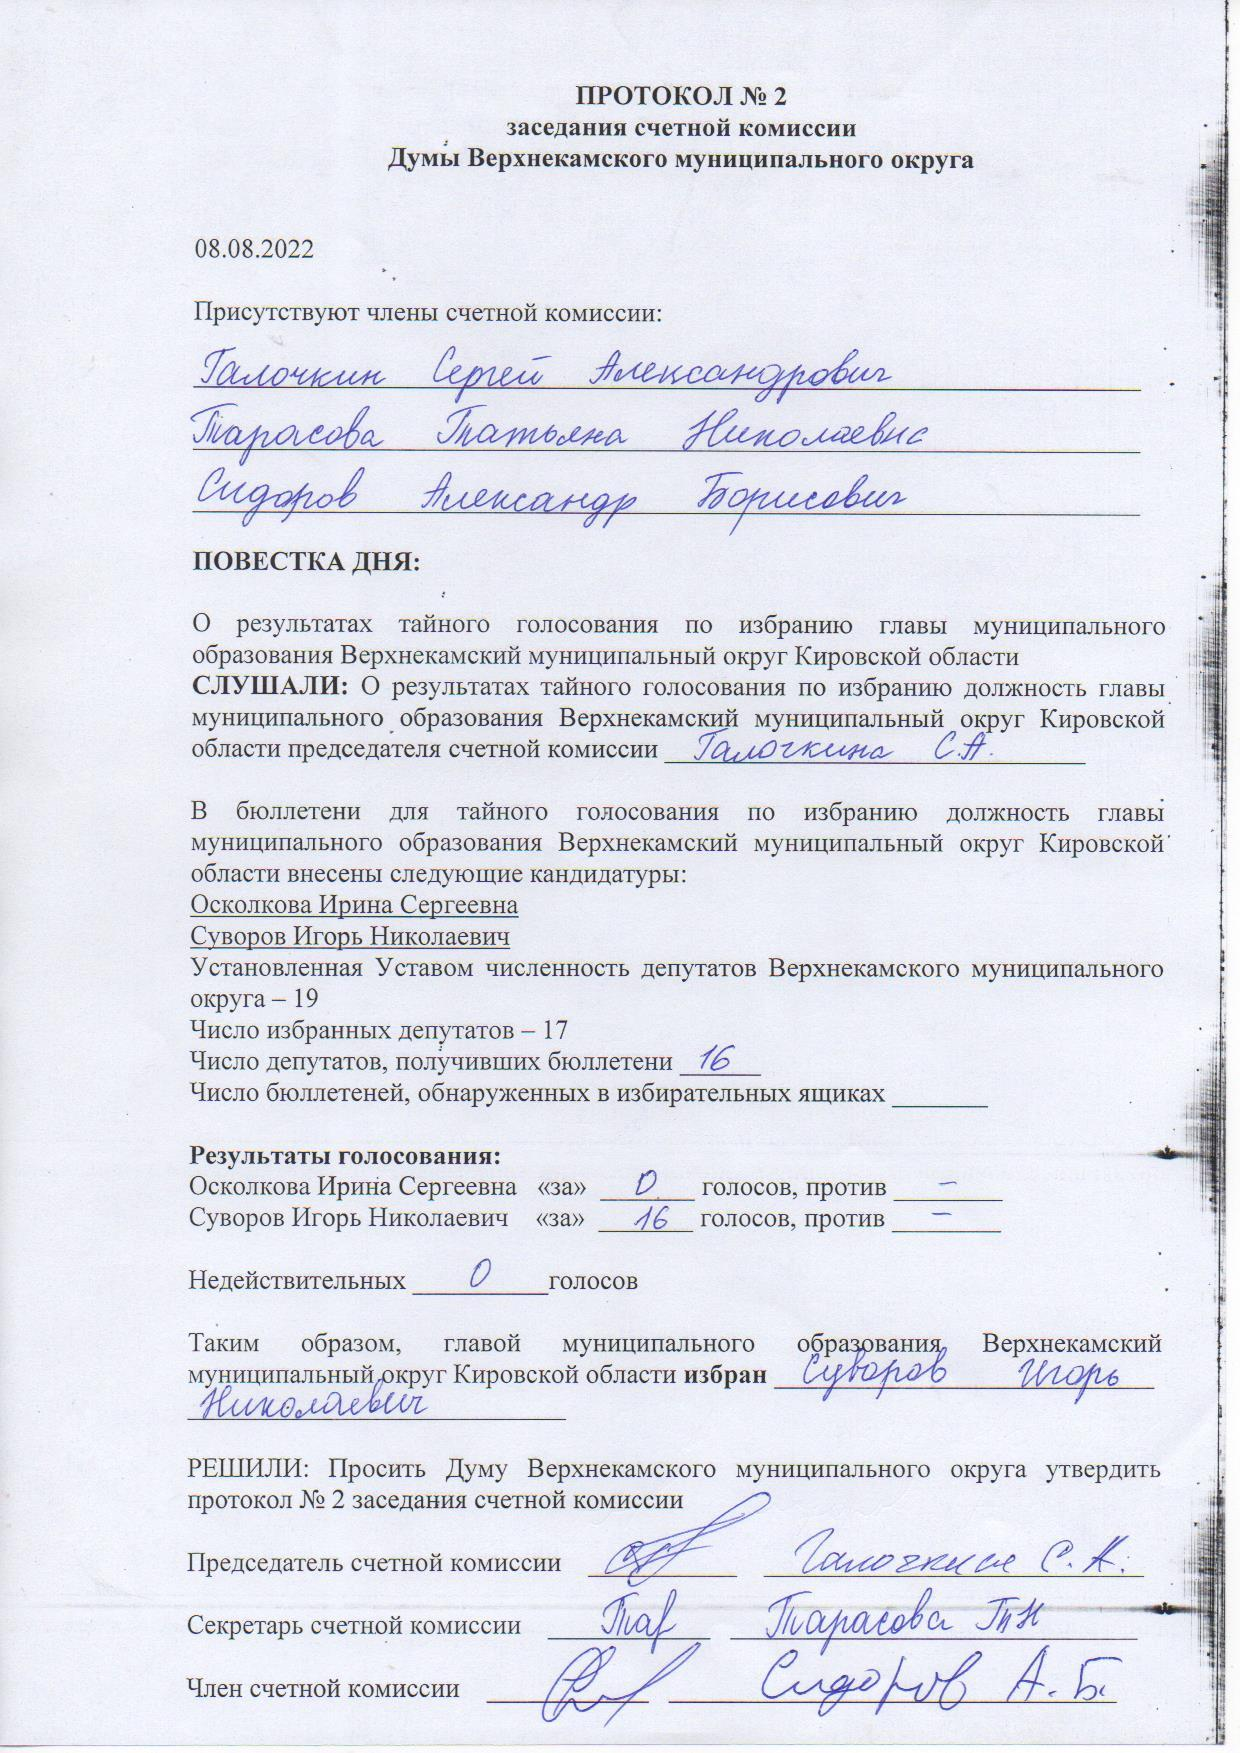 ПРОТОКОЛ № 2
заседания счетной комиссии
Думы Верхнекамского муниципального округа
08.08.2022
Присутствуют члены счетной комиссии:
Галочкин Сергей Александрович
Тарасова Татьяна Николаевна
Сидоров Александр Борисович
ПОВЕСТКА ДНЯ:
О результатах тайного голосования по избранию главы муниципального
образования Верхнекамский муниципальный округ Кировской области
СЛУШАЛИ: О результатах тайного голосования по избранию должность главы
муниципального образования Верхнекамский муниципальный округ Кировской
области председателя счетной комиссии Галочкина С.А.
В бюллетени для тайного голосования по избранию должность главы
муниципального образования Верхнекамский муниципальный округ Кировской
области внесены следующие кандидатуры:
Осколкова Ирина Сергеевна
Суворов Игорь Николаевич
Установленная Уставом численность депутатов Верхнекамского муниципального
округа – 19
Число избранных депутатов – 17
Число депутатов, получивших бюллетени 16
Число бюллетеней, обнаруженных в избирательных ящиках
Результаты голосования:
Осколкова Ирина Сергеевна «за» 0 голосов, против –
Суворов Игорь Николаевич «за» 16 голосов, против –
Недействительных 0 голосов
Таким образом, главой муниципального образования Верхнекамский
муниципальный округ Кировской области избран Суворов Игорь
Николаевич
РЕШИЛИ: Просить Думу Верхнекамского муниципального округа утвердить
протокол № 2 заседания счетной комиссии
Председатель счетной комиссии Галочкин С.А.
Секретарь счетной комиссии Тар Тарасова ТН
Член счетной комиссии Сидоров А.Б.